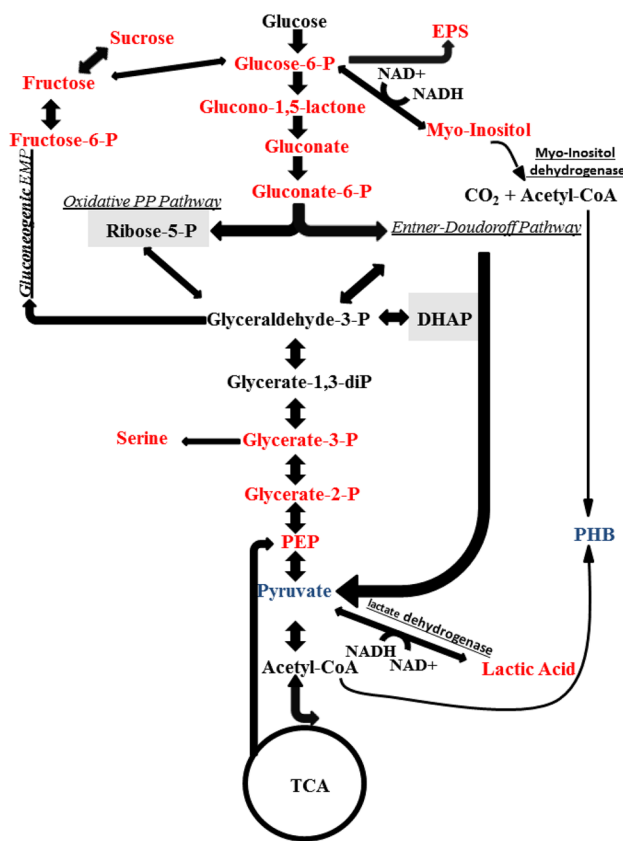 Glucose
EPS
Sucrose
Glucose-6-P
NAD+
NADH
Fructose
Glucono-1,5-lactone
Myo-Inositol
Fructose-6-P
Gluconate
Myo-Inositol
dehydrogenase
Gluconate-6-P
CO₂ + Acetyl-CoA
Oxidative PP Pathway
Ribose-5-P
Entner-Doudoroff Pathway
Gluconeogenic EMP
Glyceraldehyde-3-P
DHAP
Glycerate-1,3-diP
Serine
Glycerate-3-P
Glycerate-2-P
PEP
PHB
Pyruvate
lactate dehydrogenase
NADH
NAD+
Acetyl-CoA
Lactic Acid
TCA